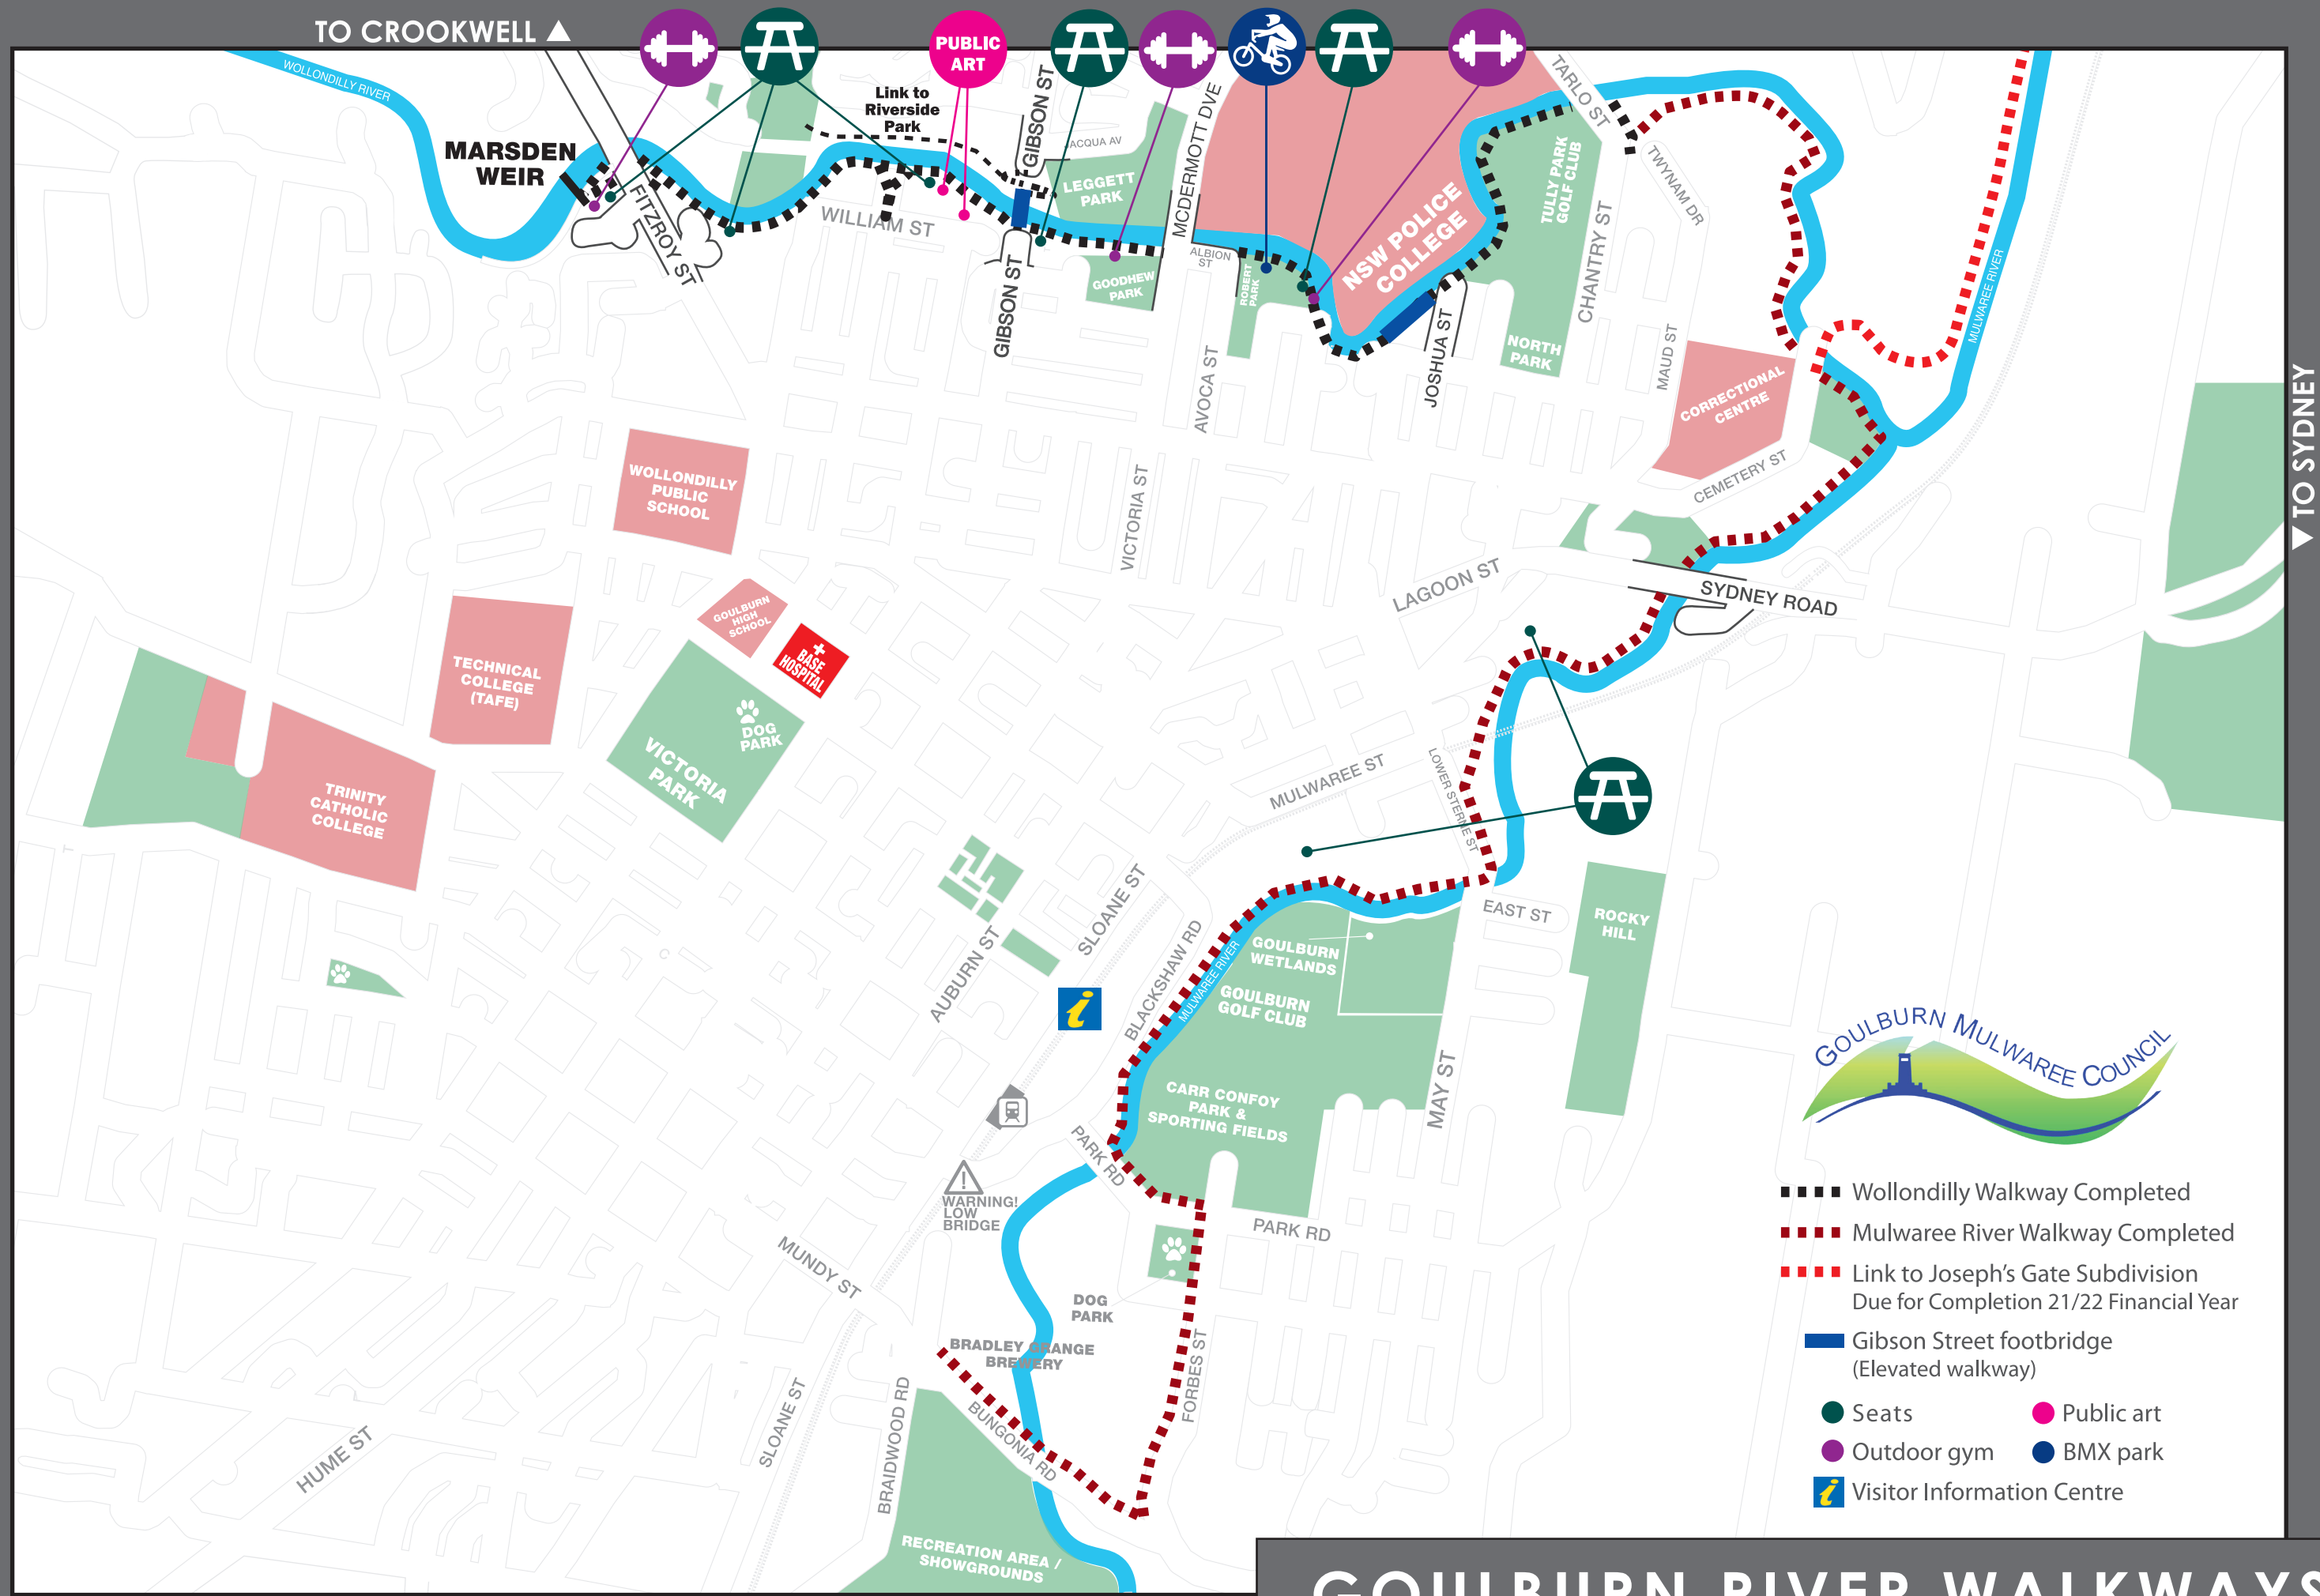 TO CROOKWELL
PUBLIC
ART
WOLLONDILLY RIVER
MARSDEN
WEIR
Link to
Riverside
Park
GIBSON ST
JACQUA AV
LEGGETT
PARK
MCDERMOTT DVE
TARLO ST
TULLY PARK
GOLF CLUB
TWYNAM DR
FITZROY ST
WILLIAM ST
GIBSON ST
GOODHEW
PARK
ALBION
ST
ROBERT
PARK
NSW POLICE
COLLEGE
CHANTRY ST
NORTH
PARK
JOSHUA ST
AVOCA ST
MAUD ST
CORRECTIONAL
CENTRE
CEMETERY ST
MULWAREE RIVER
TO SYDNEY
WOLLONDILLY
PUBLIC
SCHOOL
VICTORIA ST
LAGOON ST
SYDNEY ROAD
GOULBURN
HIGH
SCHOOL
BASE
HOSPITAL
TECHNICAL
COLLEGE
(TAFE)
DOG
PARK
VICTORIA
PARK
TRINITY
CATHOLIC
COLLEGE
MULWAREE ST
LOWER STERNE ST
SLOANE ST
AUBURN ST
BLACKSHAW RD
MULWAREE RIVER
EAST ST
ROCKY
HILL
GOULBURN
WETLANDS
GOULBURN
GOLF CLUB
CARR CONFOY
PARK &
SPORTING FIELDS
MAY ST
PARK RD
PARK RD
WARNING!
LOW
BRIDGE
MUNDY ST
DOG
PARK
BRADLEY GRANGE
BREWERY
FORBES ST
BUNGONIA RD
BRAIDWOOD RD
SLOANE ST
HUME ST
RECREATION AREA /
SHOWGROUNDS
GOULBURN MULWAREE COUNCIL
Wollondilly Walkway Completed
Mulwaree River Walkway Completed
Link to Joseph's Gate Subdivision
Due for Completion 21/22 Financial Year
Gibson Street footbridge
(Elevated walkway)
Seats
Public art
Outdoor gym
BMX park
i Visitor Information Centre
GOULBURN RIVER WALKWAYS